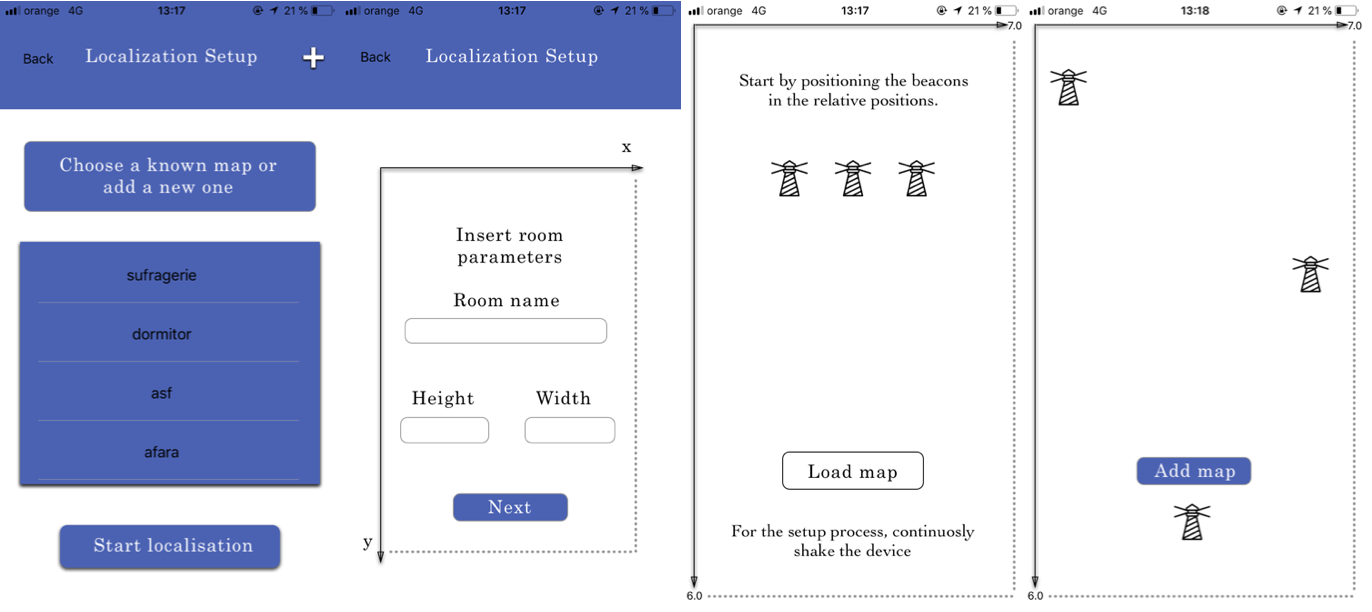 orange 4G 13:17 21 %
Back Localization Setup
Choose a known map or
add a new one
sufragerie
dormitor
asf
afara
Start localisation
orange 4G 13:17 21 %
Back Localization Setup
x
Insert room
parameters
Room name
Height Width
Next
y
orange 4G 13:17 21 %
7.0
Start by positioning the beacons
in the relative positions.
Load map
For the setup process, continuosly
shake the device
6.0
orange 4G 13:18 21 %
7.0
Add map
6.0